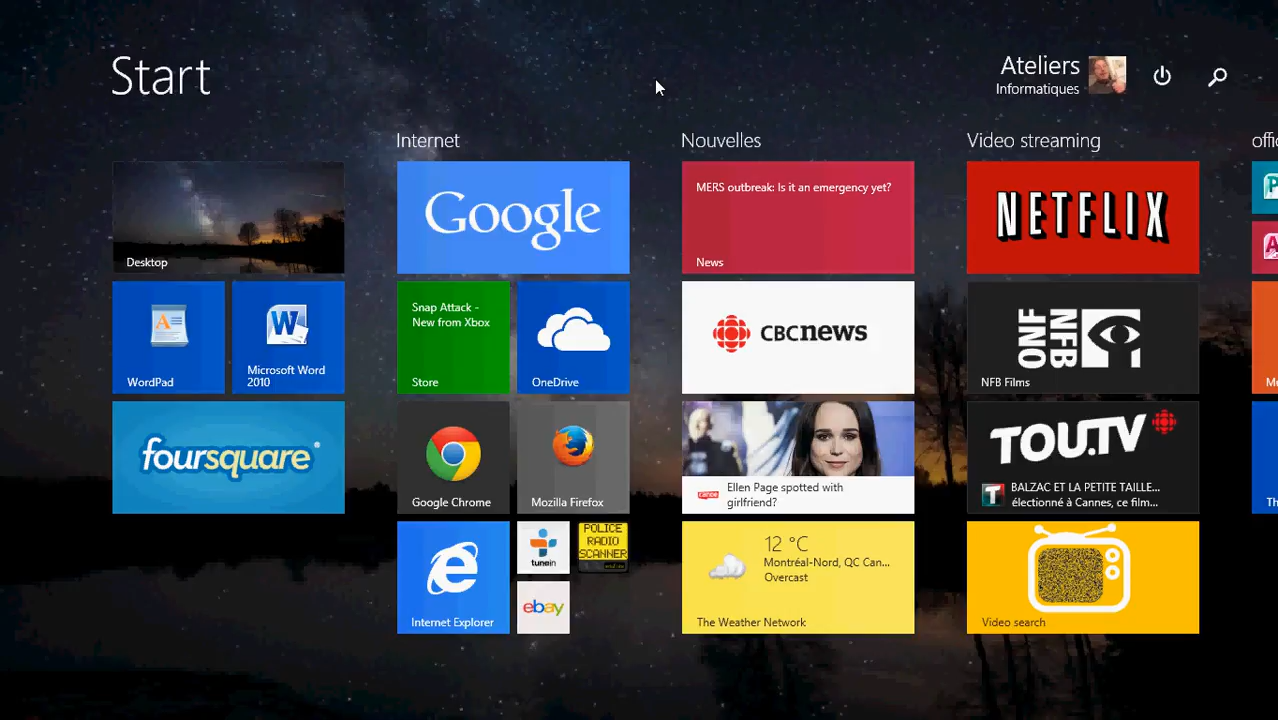 Start
Ateliers
Informatiques
Internet
Nouvelles
Video streaming
Desktop
WordPad
Microsoft Word
2010
foursquare
Google
Snap Attack -
New from Xbox
Store
OneDrive
Google Chrome
Mozilla Firefox
Internet Explorer
tunein
POLICE
RADIO
SCANNER
ebay
MERS outbreak: Is it an emergency yet?
News
CBCnews
canoe
Ellen Page spotted with
girlfriend?
12 °C
Montréal-Nord, QC Can...
Overcast
The Weather Network
NETFLIX
ONF
NFB
NFB Films
TOU.TV
BALZAC ET LA PETITE TAILLE...
électionné à Cannes, ce film...
Video search